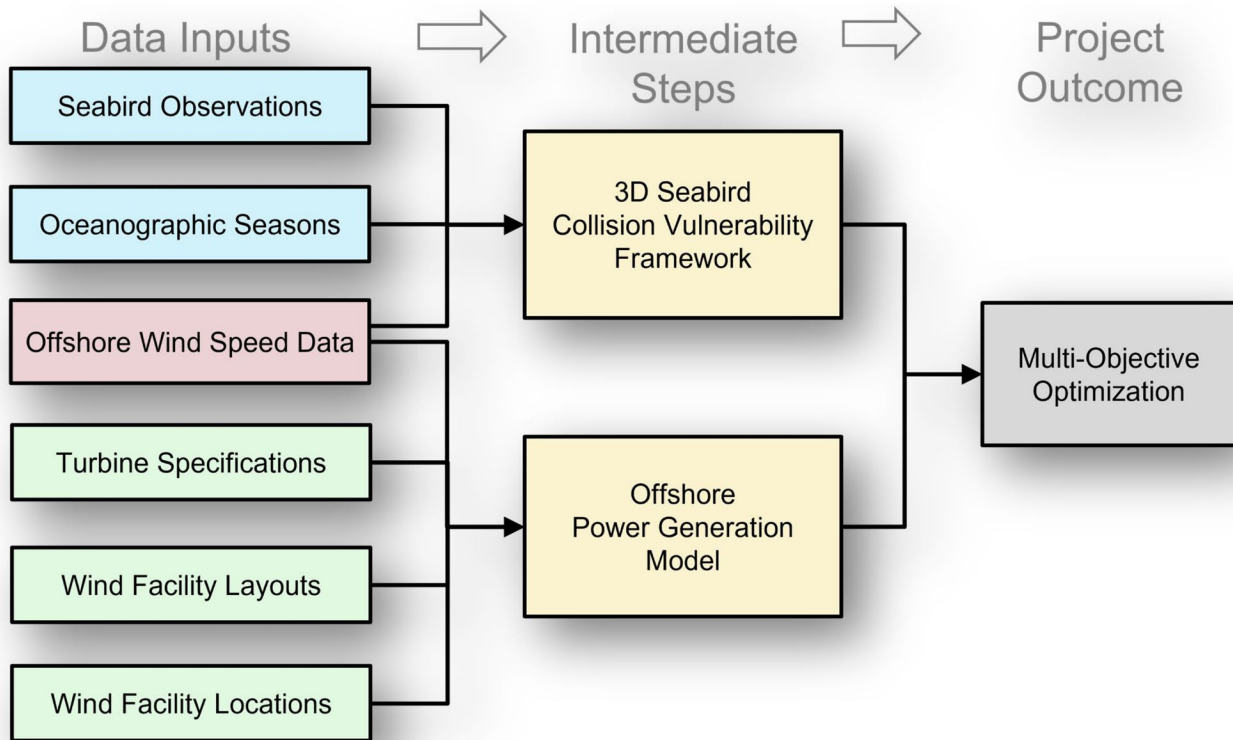 Data Inputs
Intermediate
Steps
Project
Outcome
Seabird Observations
Oceanographic Seasons
Offshore Wind Speed Data
Turbine Specifications
Wind Facility Layouts
Wind Facility Locations
3D Seabird
Collision Vulnerability
Framework
Offshore
Power Generation
Model
Multi-Objective
Optimization